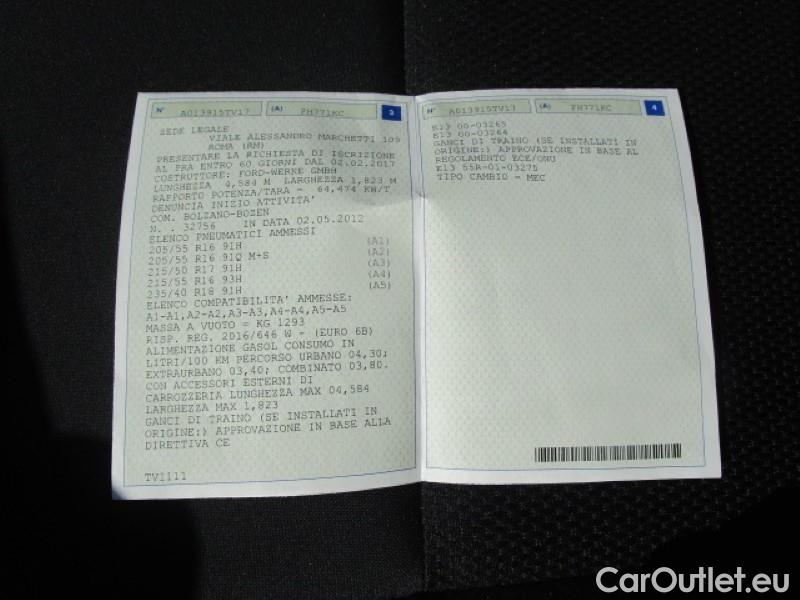 N° A013915TV17 (A) FH771KC 3
SEDE LEGALE
VIALE ALESSANDRO MARCHETTI 105
ROMA (RM)
PRESENTARE LA RICHIESTA DI ISCRIZIONE
AL PRA ENTRO 60 GIORNI DAL 02.02.2017
COSTRUTTORE: FORD-WERKE GMBH
LUNGHEZZA 4,584 M LARGHEZZA 1,823 M
RAPPORTO POTENZA/TARA = 64,474 KW/T
DENUNCIA INIZIO ATTIVITA'
COM. BOLZANO-BOZEN
N. . 32756 IN DATA 02.05.2012
ELENCO PNEUMATICI AMMESSI
205/55 R16 91H (A1)
205/55 R16 91Q M+S (A2)
215/50 R17 91H (A3)
215/55 R16 93H (A4)
235/40 R18 91H (A5)
ELENCO COMPATIBILITA' AMMESSE:
A1-A1,A2-A2,A3-A3,A4-A4,A5-A5
MASSA A VUOTO = KG 1293
RISP. REG. 2016/646 W - (EURO 6B)
ALIMENTAZIONE GASOL CONSUMO IN
LITRI/100 KM PERCORSO URBANO 04,30;
EXTRAURBANO 03,40; COMBINATO 03,80.
CON ACCESSORI ESTERNI DI
CARROZZERIA LUNGHEZZA MAX 04,584
LARGHEZZA MAX 1,823
GANCI DI TRAINO (SE INSTALLATI IN
ORIGINE:) APPROVAZIONE IN BASE ALLA
DIRETTIVA CE
TV1111
N° A013915TV17 (A) FH771KC 4
E13 00-03265
E13 00-03264
GANCI DI TRAINO (SE INSTALLATI IN
ORIGINE:) APPROVAZIONE IN BASE AL
REGOLAMENTO ECE/ONU
E13 55R-01-03275
TIPO CAMBIO - MEC
CarOutlet.eu